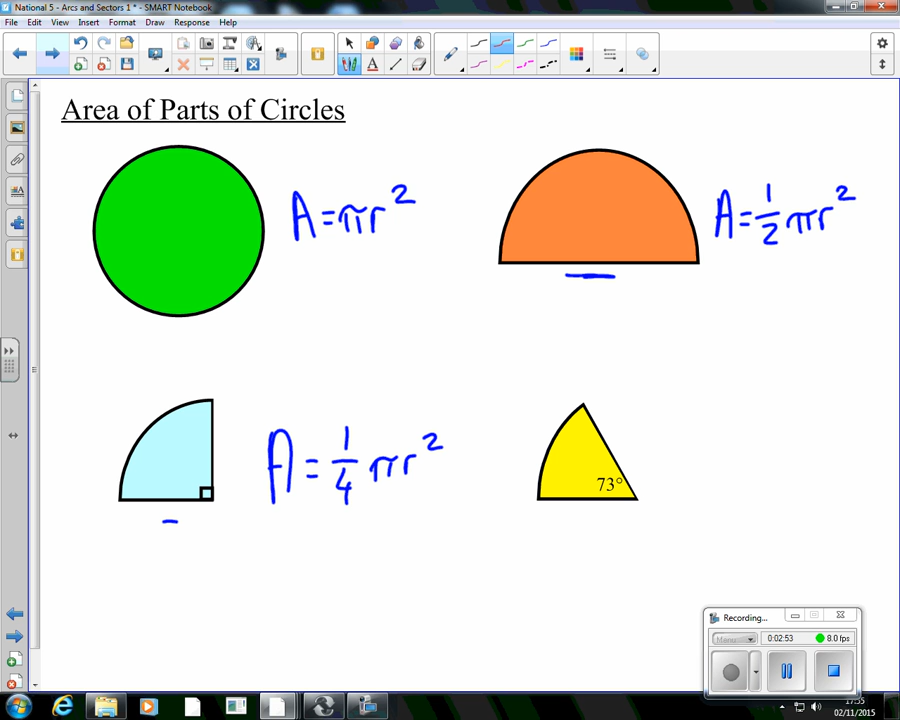 National 5 - Arcs and Sectors 1 * - SMART Notebook
File Edit View Insert Format Draw Response Help
Area of Parts of Circles
A=πr²
A=½πr²
A=¼πr²
73°
Recording...
Menu
0:02:53
8.0 fps
17:35
02/11/2015